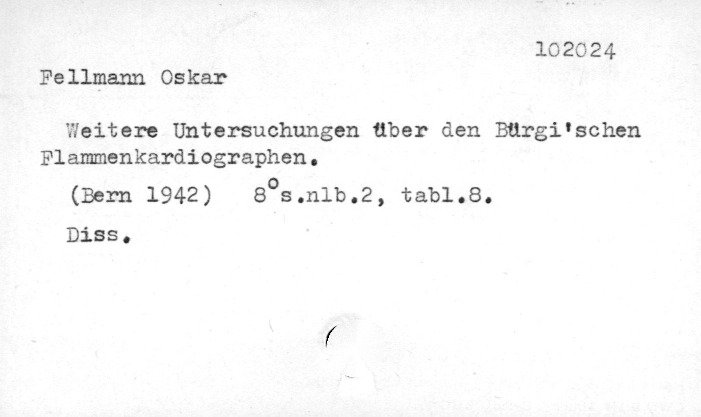 102024
Fellmann Oskar
Weitere Untersuchungen über den Bürgi'schen
Flammenkardiographen.
(Bern 1942) 8°s.nlb.2, tabl.8.
Diss.